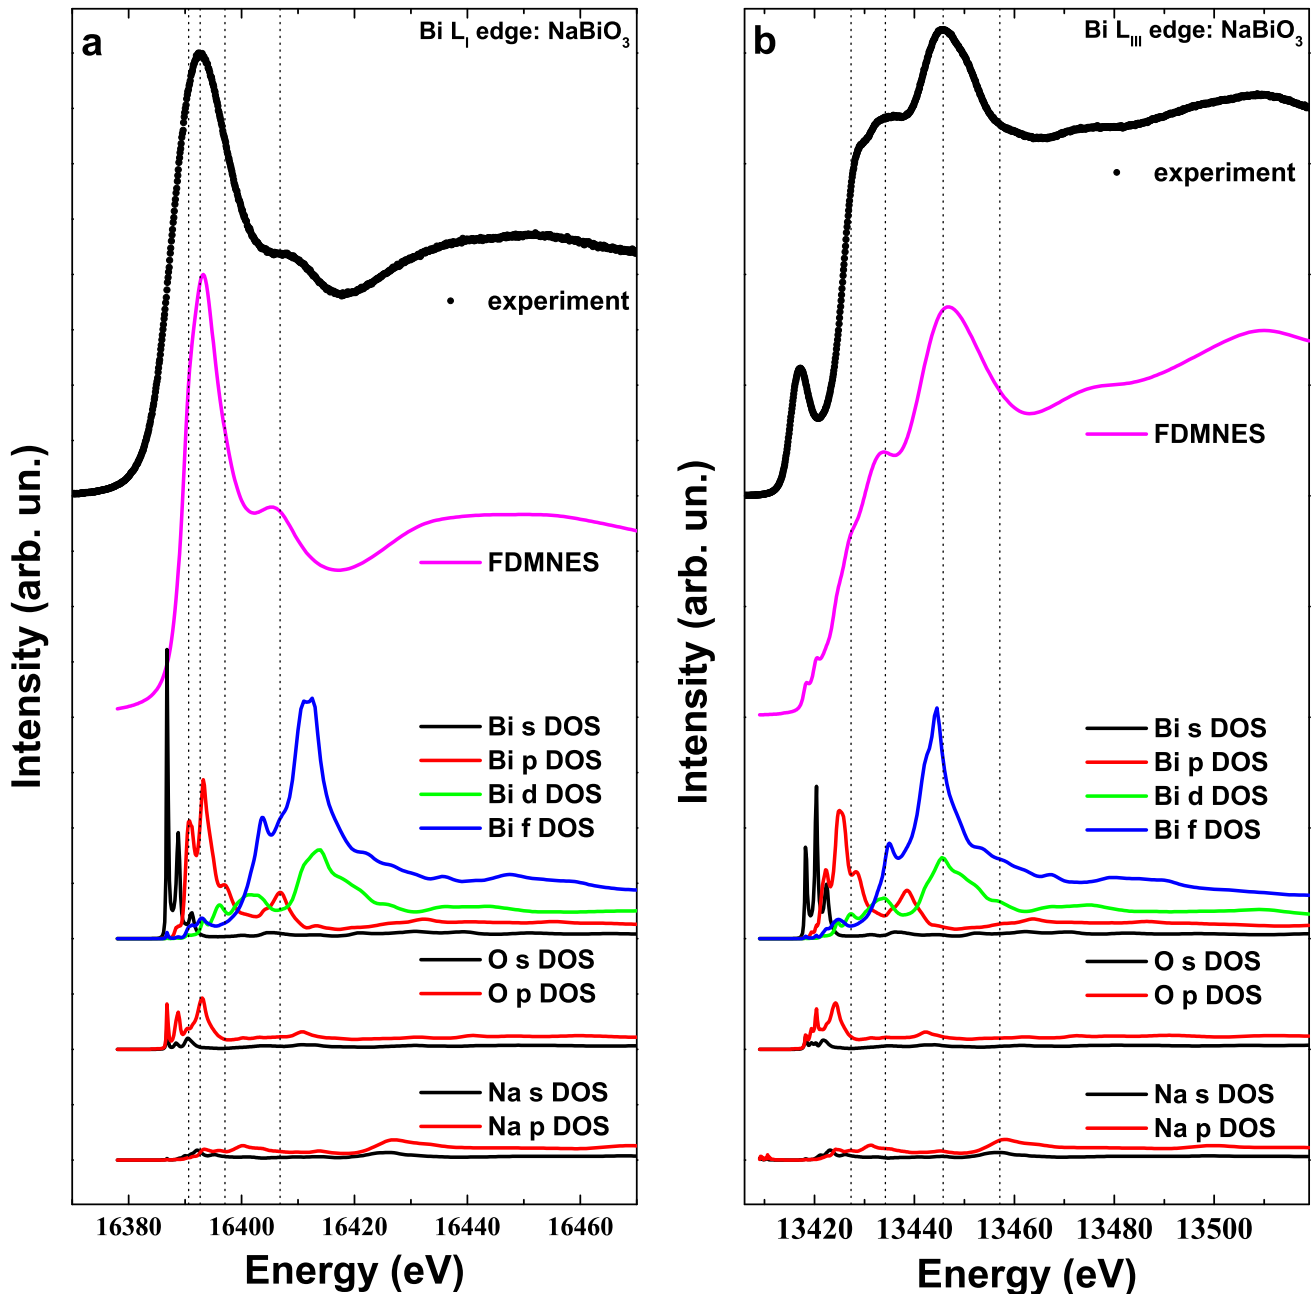 a
Bi L_I edge: NaBiO_3
experiment
FDMNES
Bi s DOS
Bi p DOS
Bi d DOS
Bi f DOS
O s DOS
O p DOS
Na s DOS
Na p DOS
Intensity (arb. un.)
16380 16400 16420 16440 16460
Energy (eV)
b
Bi L_III edge: NaBiO_3
experiment
FDMNES
Bi s DOS
Bi p DOS
Bi d DOS
Bi f DOS
O s DOS
O p DOS
Na s DOS
Na p DOS
Intensity (arb. un.)
13420 13440 13460 13480 13500
Energy (eV)